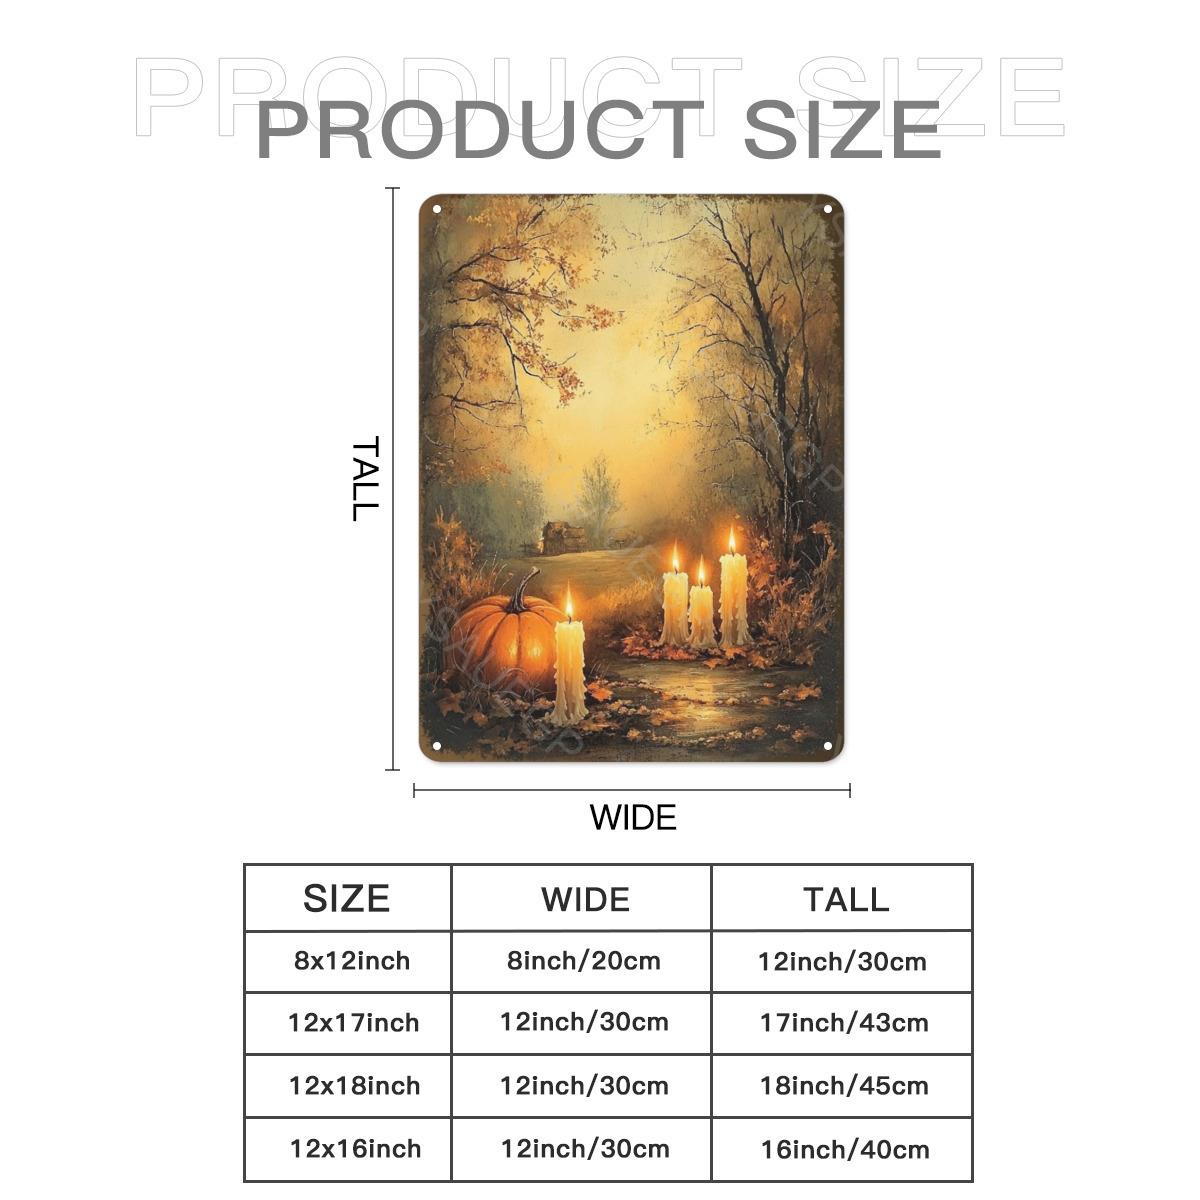 PRODUCT SIZE
PRODUCT SIZE
TALL
WIDE
SIZE WIDE TALL
8x12inch 8inch/20cm 12inch/30cm
12x17inch 12inch/30cm 17inch/43cm
12x18inch 12inch/30cm 18inch/45cm
12x16inch 12inch/30cm 16inch/40cm